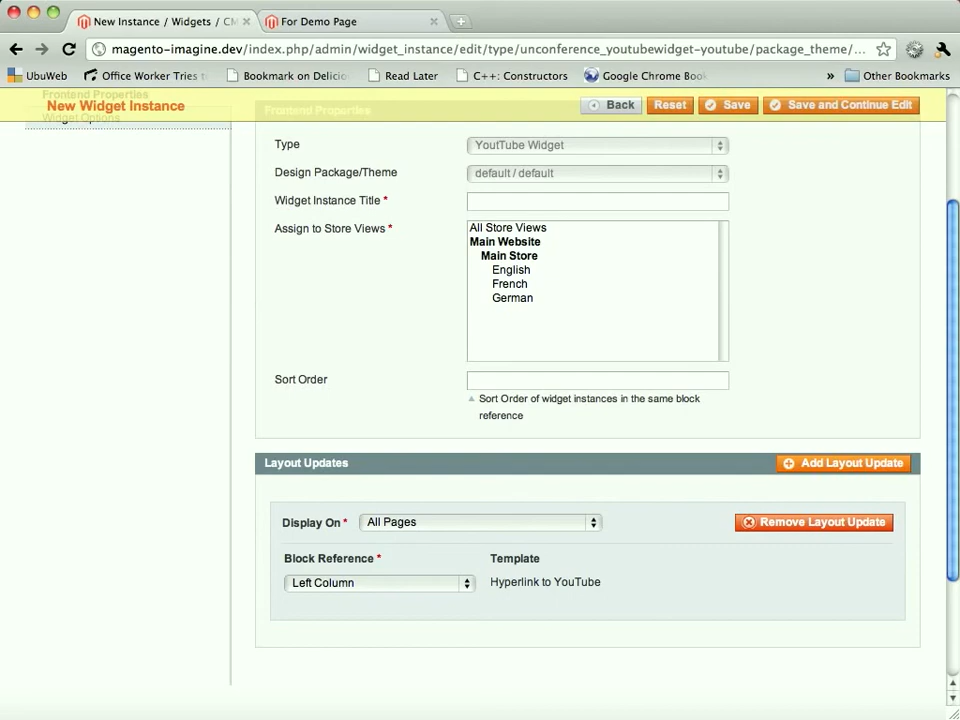 New Instance / Widgets / CM
For Demo Page
magento-imagine.dev/index.php/admin/widget_instance/edit/type/unconference_youtubewidget-youtube/package_theme/...
UbuWeb
Office Worker Tries t
Bookmark on Delicio
Read Later
C++: Constructors
Google Chrome Book
»
Other Bookmarks
Frontend Properties
New Widget Instance
Widget Options
Frontend Properties
Back
Reset
Save
Save and Continue Edit
Type
YoutTube Widget
Design Package/Theme
default / default
Widget Instance Title *
Assign to Store Views *
All Store Views
Main Website
Main Store
English
French
German
Sort Order
Sort Order of widget instances in the same block
reference
Layout Updates
Add Layout Update
Display On *
All Pages
Remove Layout Update
Block Reference *
Template
Left Column
Hyperlink to YouTube